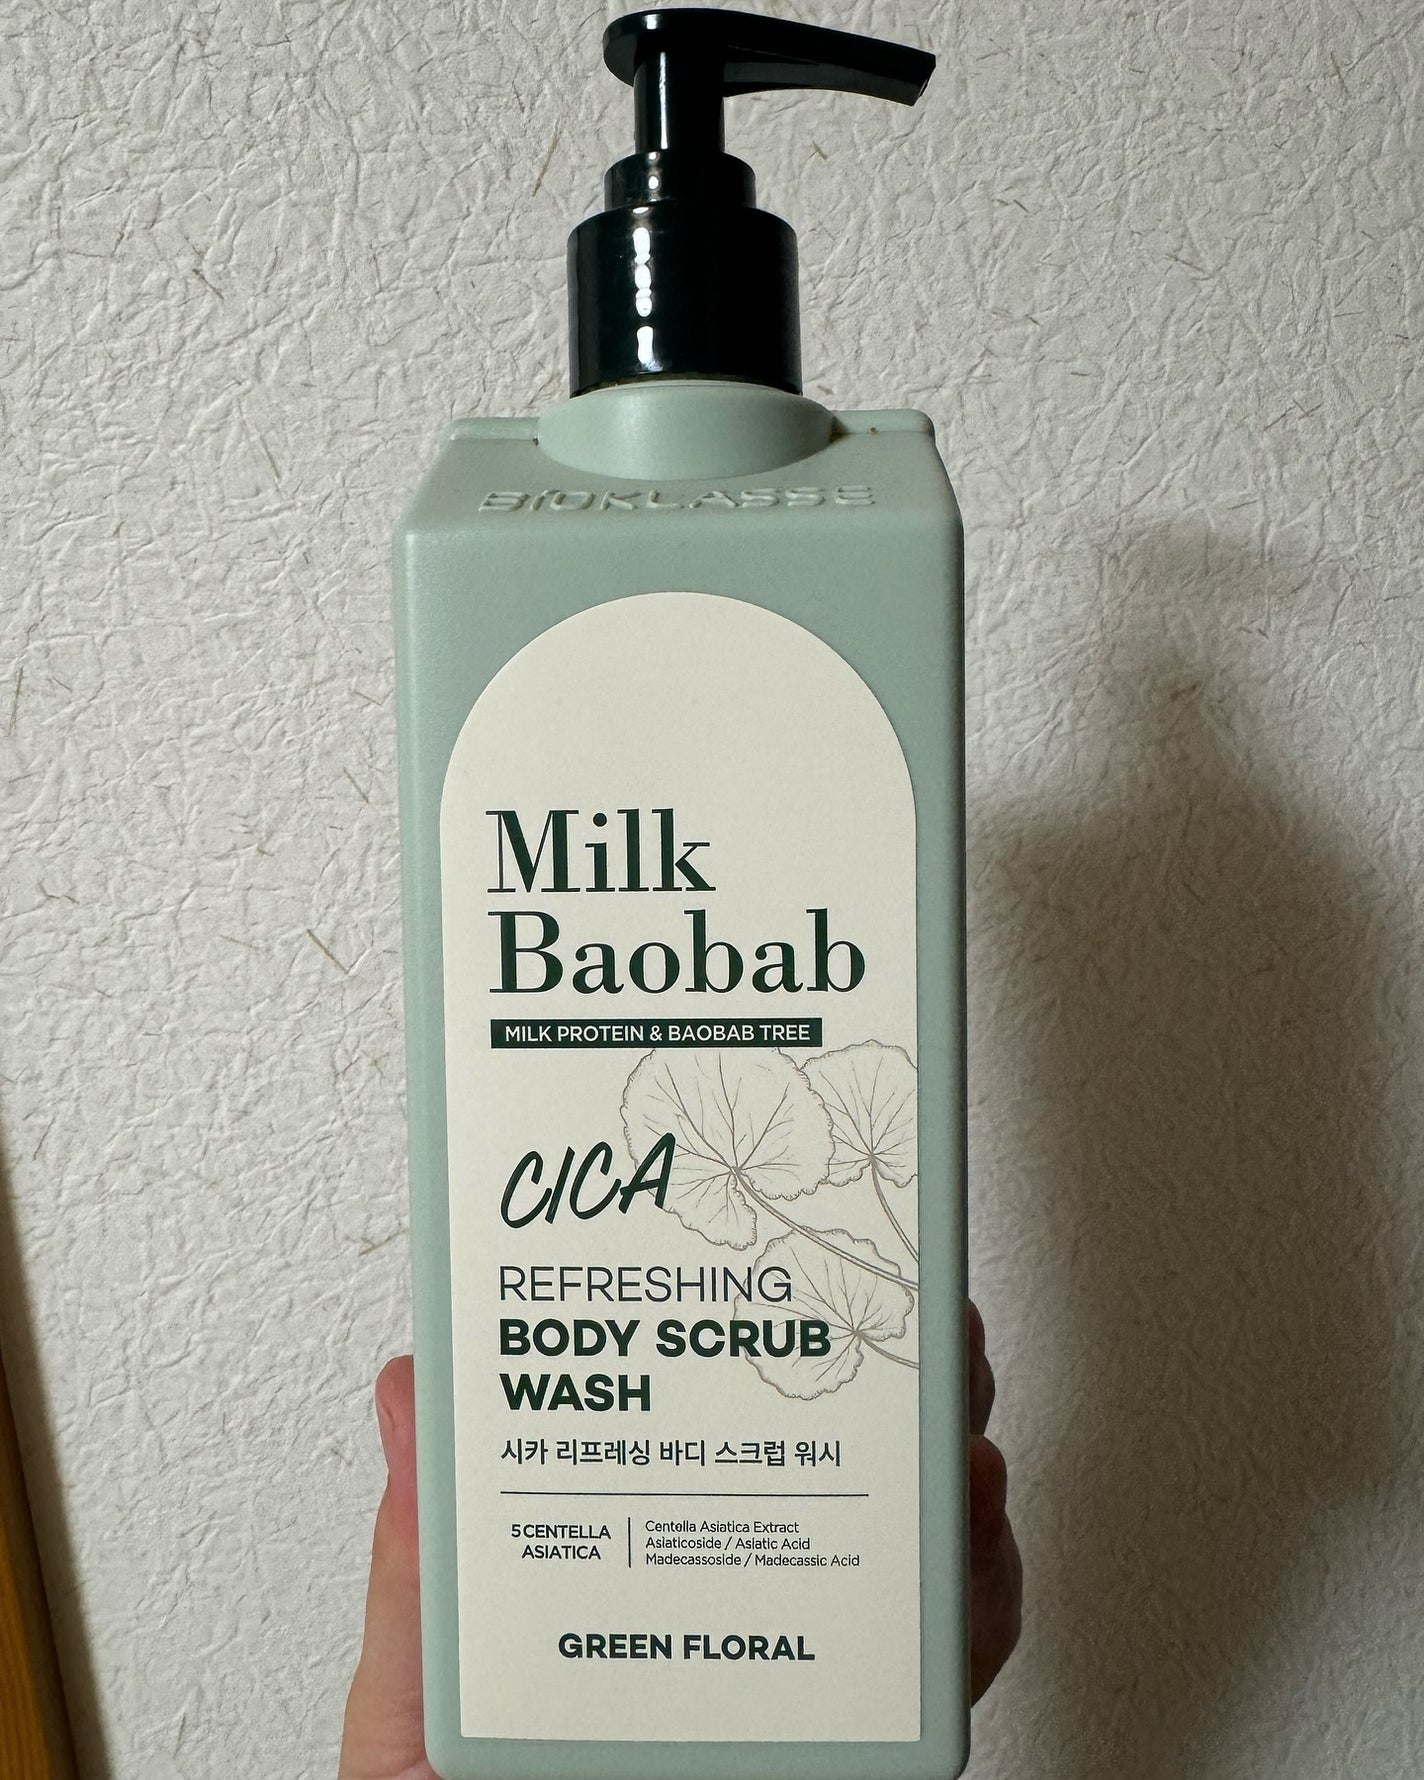 BIOKLASSE
Milk
Baobab
MILK PROTEIN & BAOBAB TREE
CICA
REFRESHING
BODY SCRUB
WASH
시카 리프레싱 바디 스크럽 워시
5 CENTELLA
ASIATICA
Centella Asiatica Extract
Asiaticoside / Asiatic Acid
Madecassoside / Madecassic Acid
GREEN FLORAL